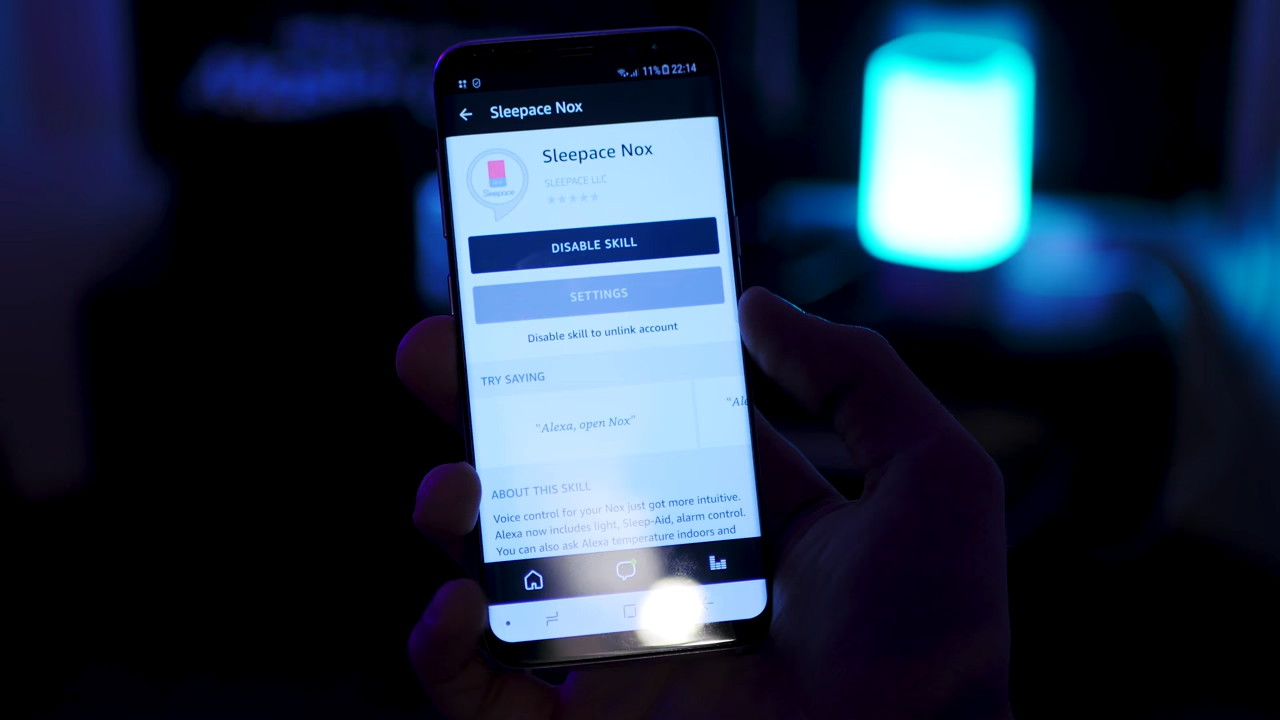 11% 22:14
Sleepace Nox
Sleepace Nox
Sleepace
SLEEPACE LLC
DISABLE SKILL
SETTINGS
Disable skill to unlink account
TRY SAYING
"Alexa, open Nox"
"Ale
ABOUT THIS SKILL
Voice control for your Nox just got more intuitive.
Alexa now includes light, Sleep-Aid, alarm control.
You can also ask Alexa temperature indoors and